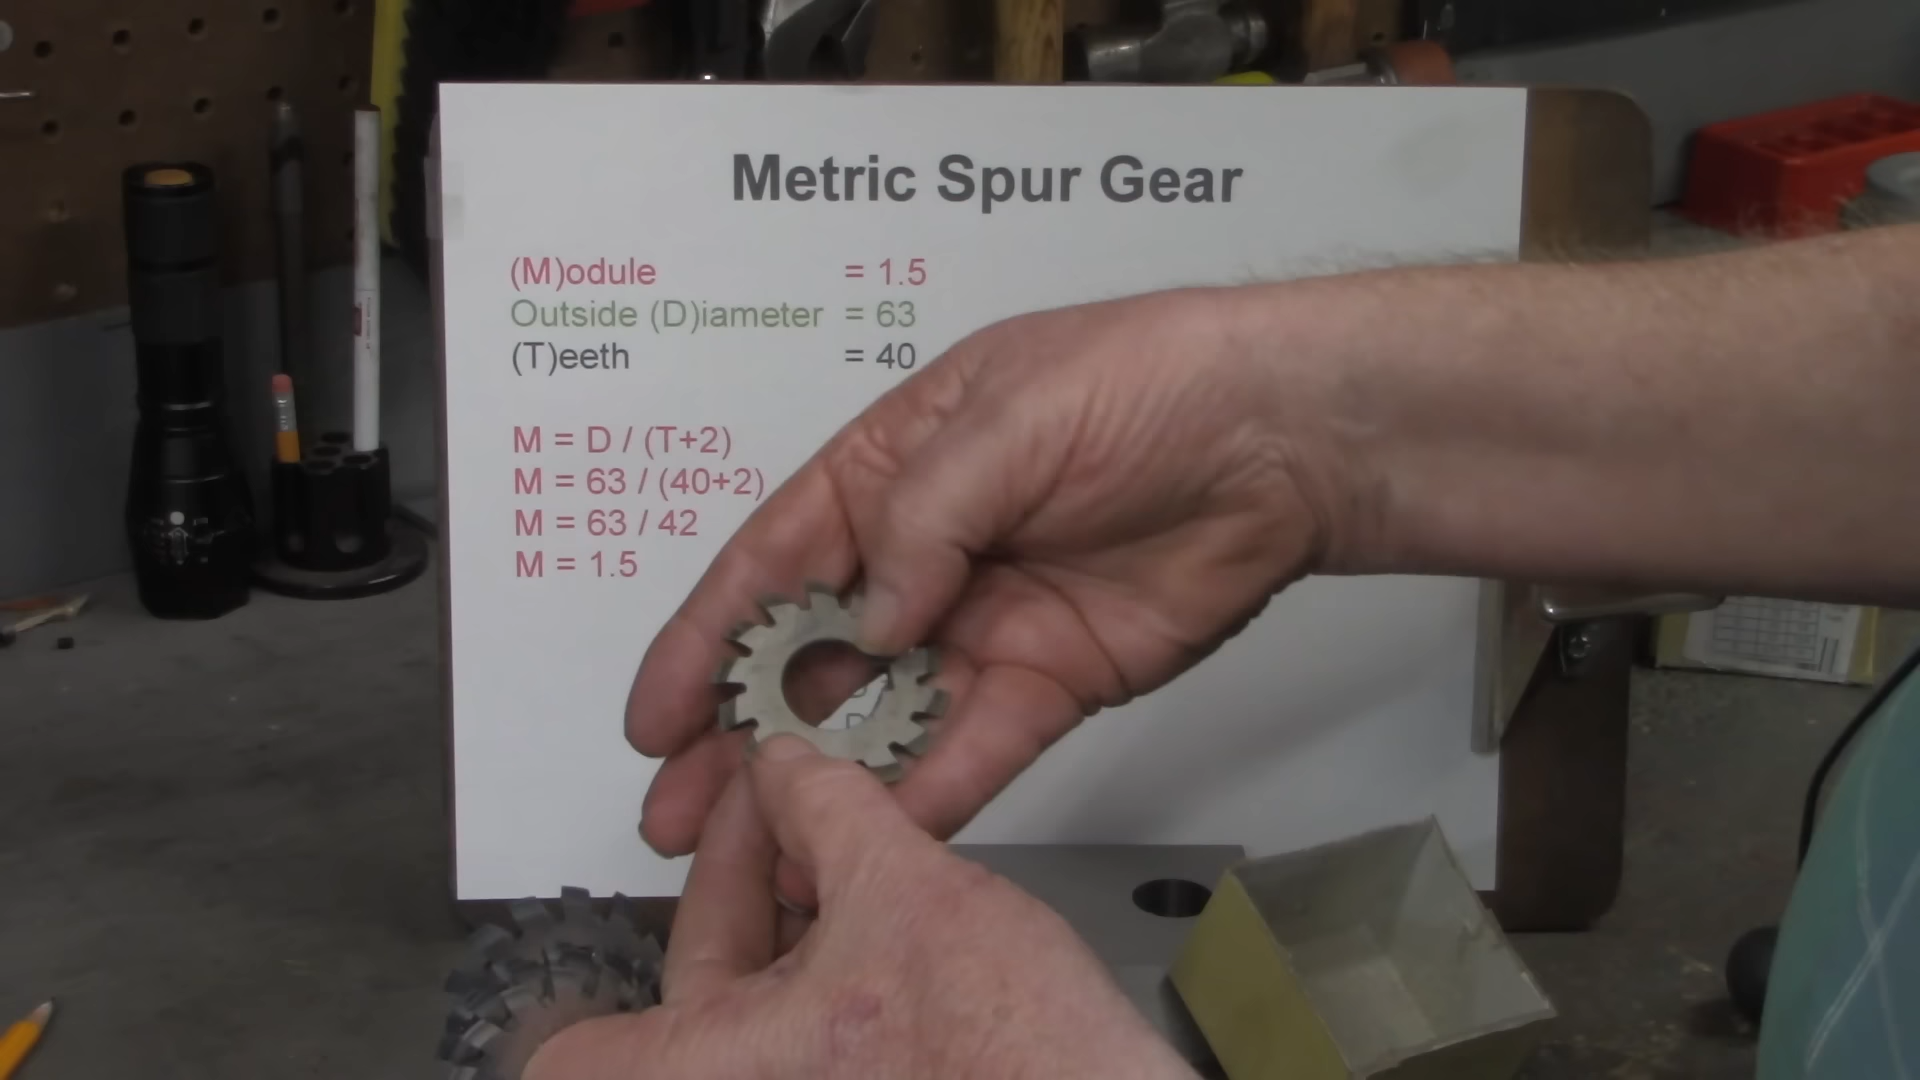 Metric Spur Gear
(M)odule = 1.5
Outside (D)iameter = 63
(T)eeth = 40
M = D / (T+2)
M = 63 / (40+2)
M = 63 / 42
M = 1.5